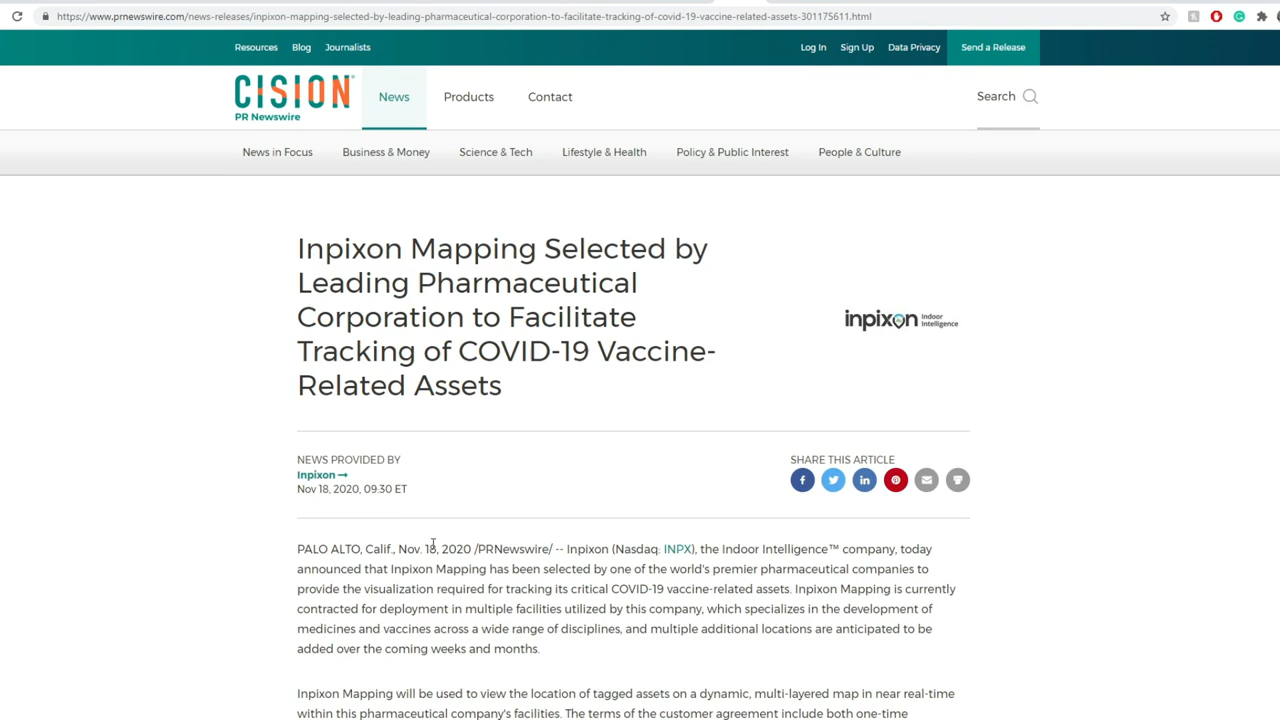 https://www.prnewswire.com/news-releases/inpixon-mapping-selected-by-leading-pharmaceutical-corporation-to-facilitate-tracking-of-covid-19-vaccine-related-assets-301175611.html
Resources Blog Journalists Log In Sign Up Data Privacy Send a Release
CISION
PR Newswire
News Products Contact Search
News in Focus Business & Money Science & Tech Lifestyle & Health Policy & Public Interest People & Culture
Inpixon Mapping Selected by
Leading Pharmaceutical
Corporation to Facilitate
Tracking of COVID-19 Vaccine-
Related Assets
inpixon Indoor Intelligence
NEWS PROVIDED BY
Inpixon
Nov 18, 2020, 09:30 ET
SHARE THIS ARTICLE
PALO ALTO, Calif., Nov. 18, 2020 /PRNewswire/ -- Inpixon (Nasdaq: INPX), the Indoor Intelligence™ company, today
announced that Inpixon Mapping has been selected by one of the world's premier pharmaceutical companies to
provide the visualization required for tracking its critical COVID-19 vaccine-related assets. Inpixon Mapping is currently
contracted for deployment in multiple facilities utilized by this company, which specializes in the development of
medicines and vaccines across a wide range of disciplines, and multiple additional locations are anticipated to be
added over the coming weeks and months.
Inpixon Mapping will be used to view the location of tagged assets on a dynamic, multi-layered map in near real-time
within this pharmaceutical company's facilities. The terms of the customer agreement include both one-time